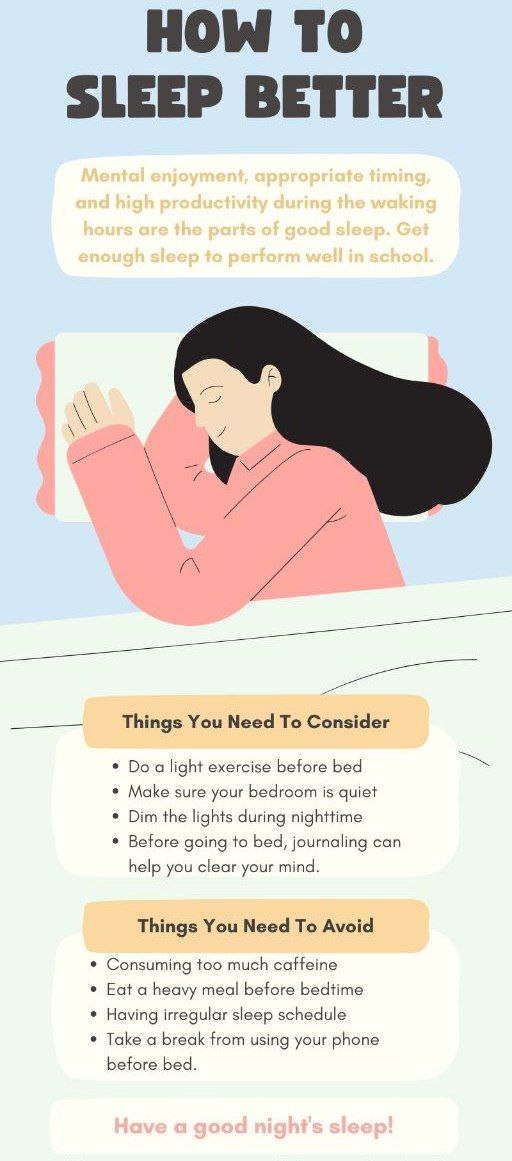 HOW TO
SLEEP BETTER
Mental enjoyment, appropriate timing,
and high productivity during the waking
hours are the parts of good sleep. Get
enough sleep to perform well in school.
Things You Need To Consider
• Do a light exercise before bed
• Make sure your bedroom is quiet
• Dim the lights during nighttime
• Before going to bed, journaling can
help you clear your mind.
Things You Need To Avoid
• Consuming too much caffeine
• Eat a heavy meal before bedtime
• Having irregular sleep schedule
• Take a break from using your phone
before bed.
Have a good night's sleep!